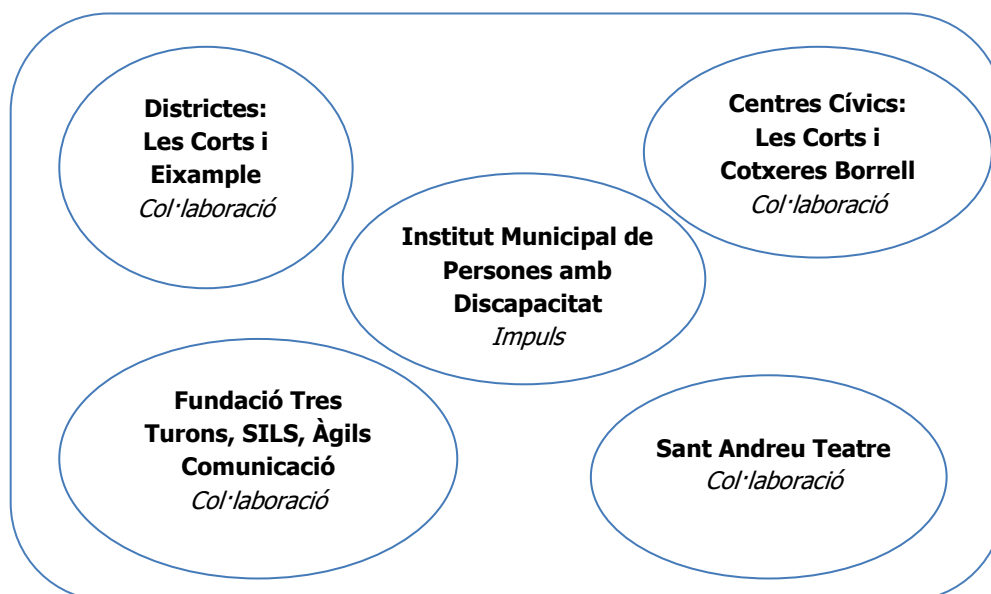 Districtes:
Les Corts i
Eixample
Col·laboració
Centres Cívics:
Les Corts i
Cotxeres Borrell
Col·laboració
Institut Municipal de
Persones amb
Discapacitat
Impuls
Fundació Tres
Turons, SILS, Àgils
Comunicació
Col·laboració
Sant Andreu Teatre
Col·laboració